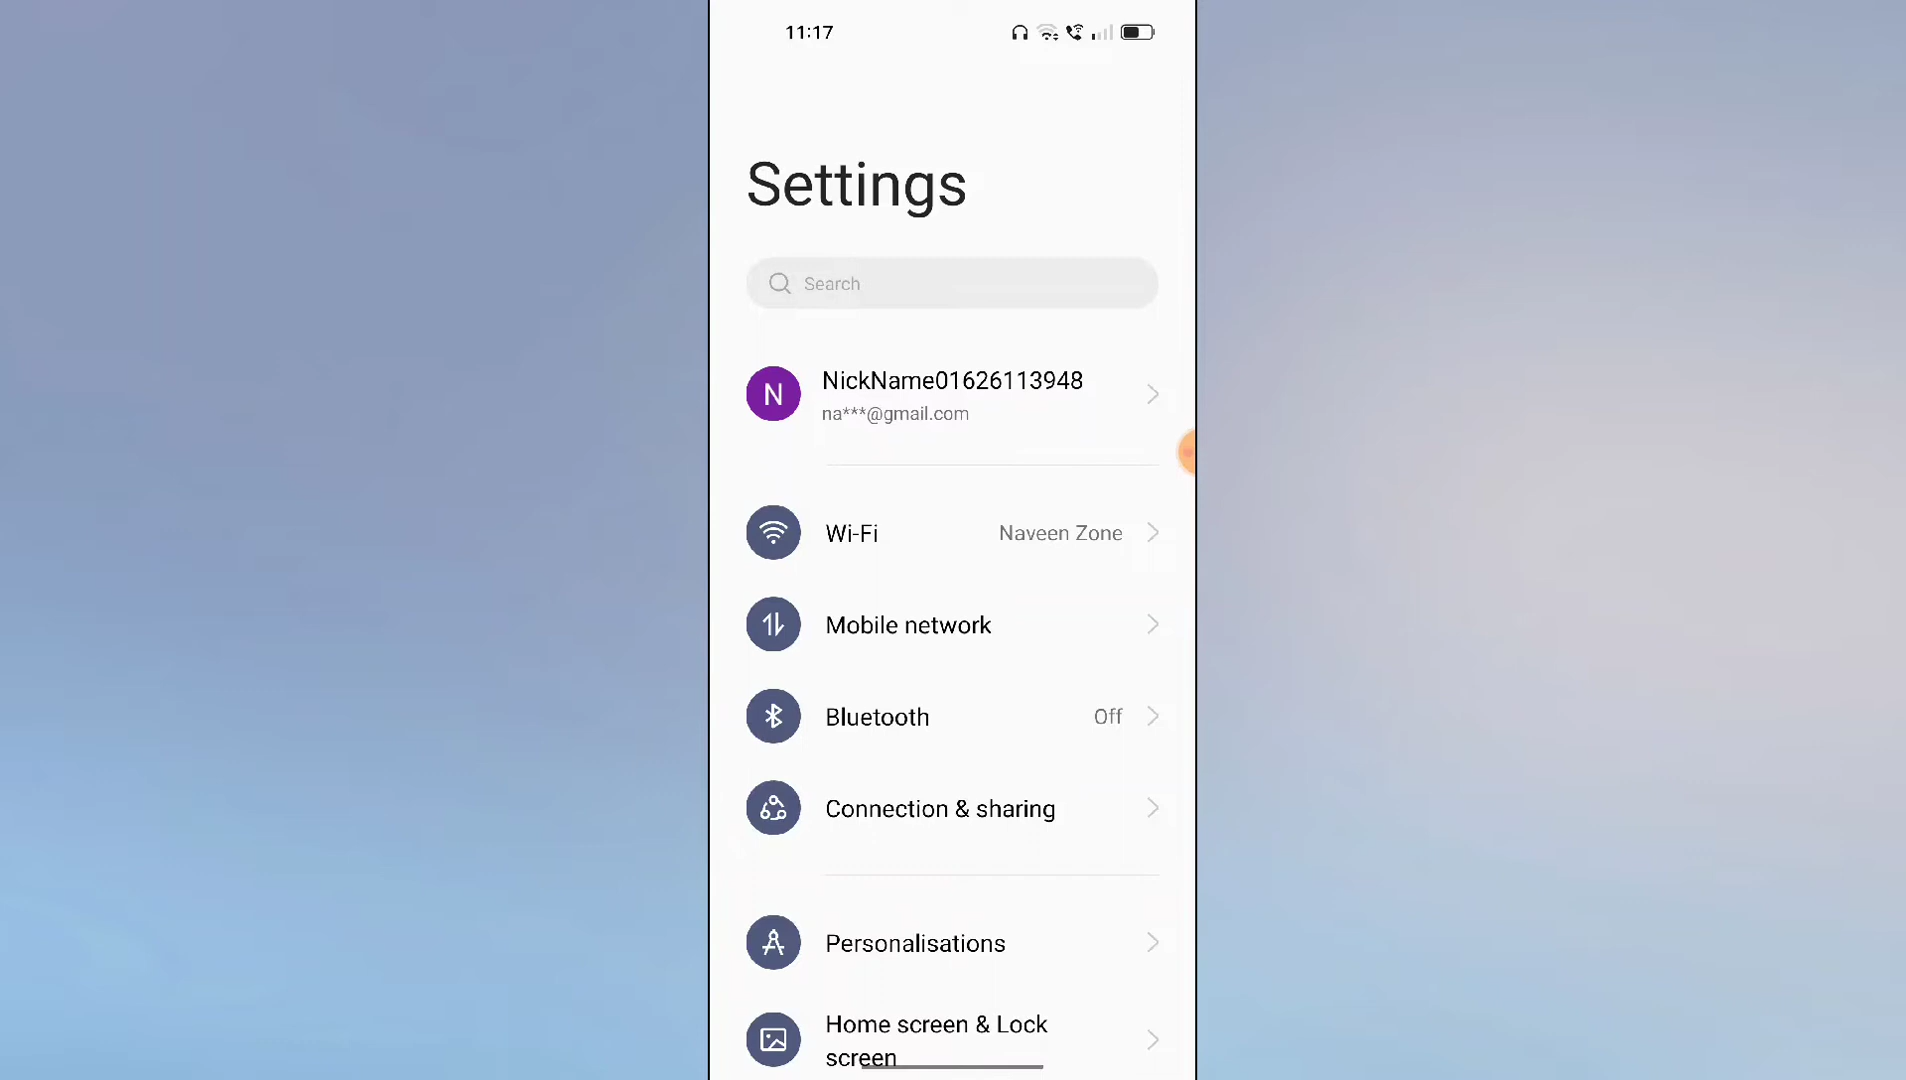 11:17
Settings
Search
N
NickName01626113948
na***@gmail.com
Wi-Fi
Naveen Zone
Mobile network
Bluetooth
Off
Connection & sharing
Personalisations
Home screen & Lock
screen